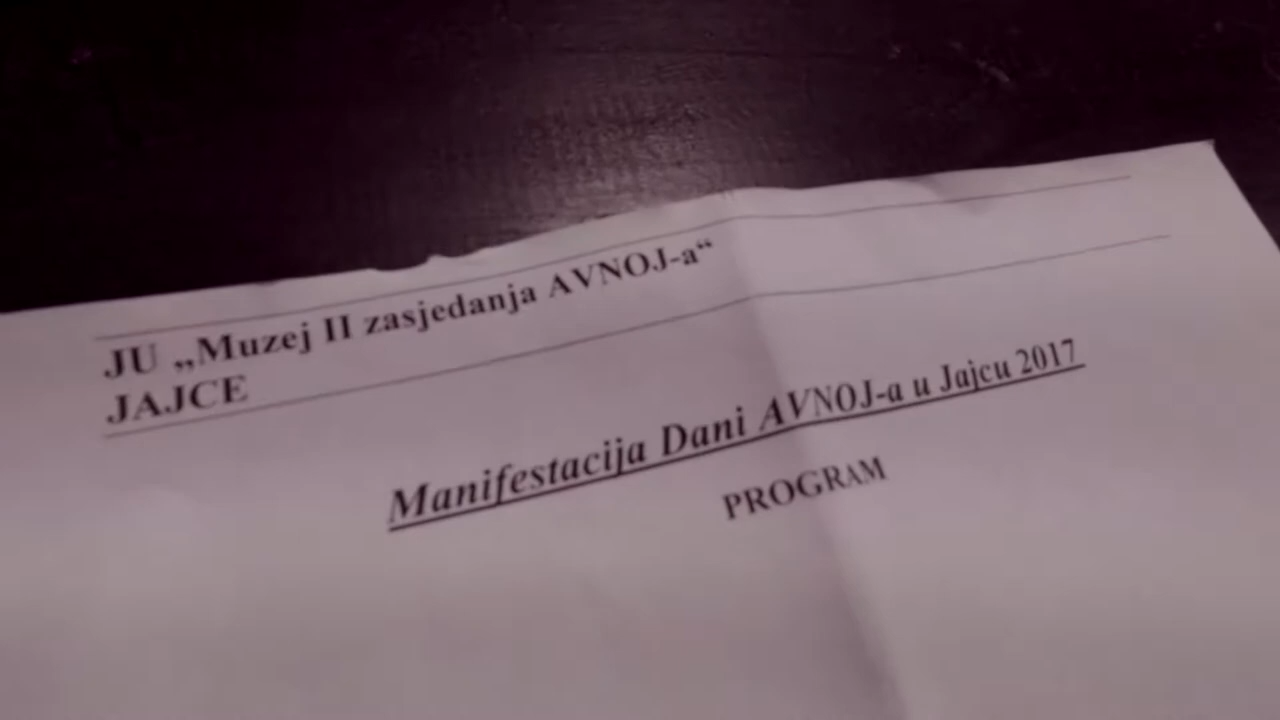 JU „Muzej II zasjedanja AVNOJ-a“
JAJCE
Manifestacija Dani AVNOJ-a u Jajcu 2017
PROGRAM